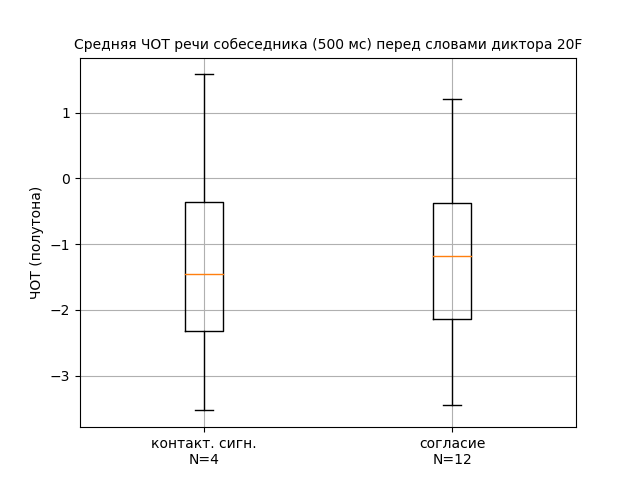 Средняя ЧОТ речи собеседника (500 мс) перед словами диктора 20F
ЧОТ (полутона)
1
0
−1
−2
−3
контакт. сигн.
N=4
согласие
N=12